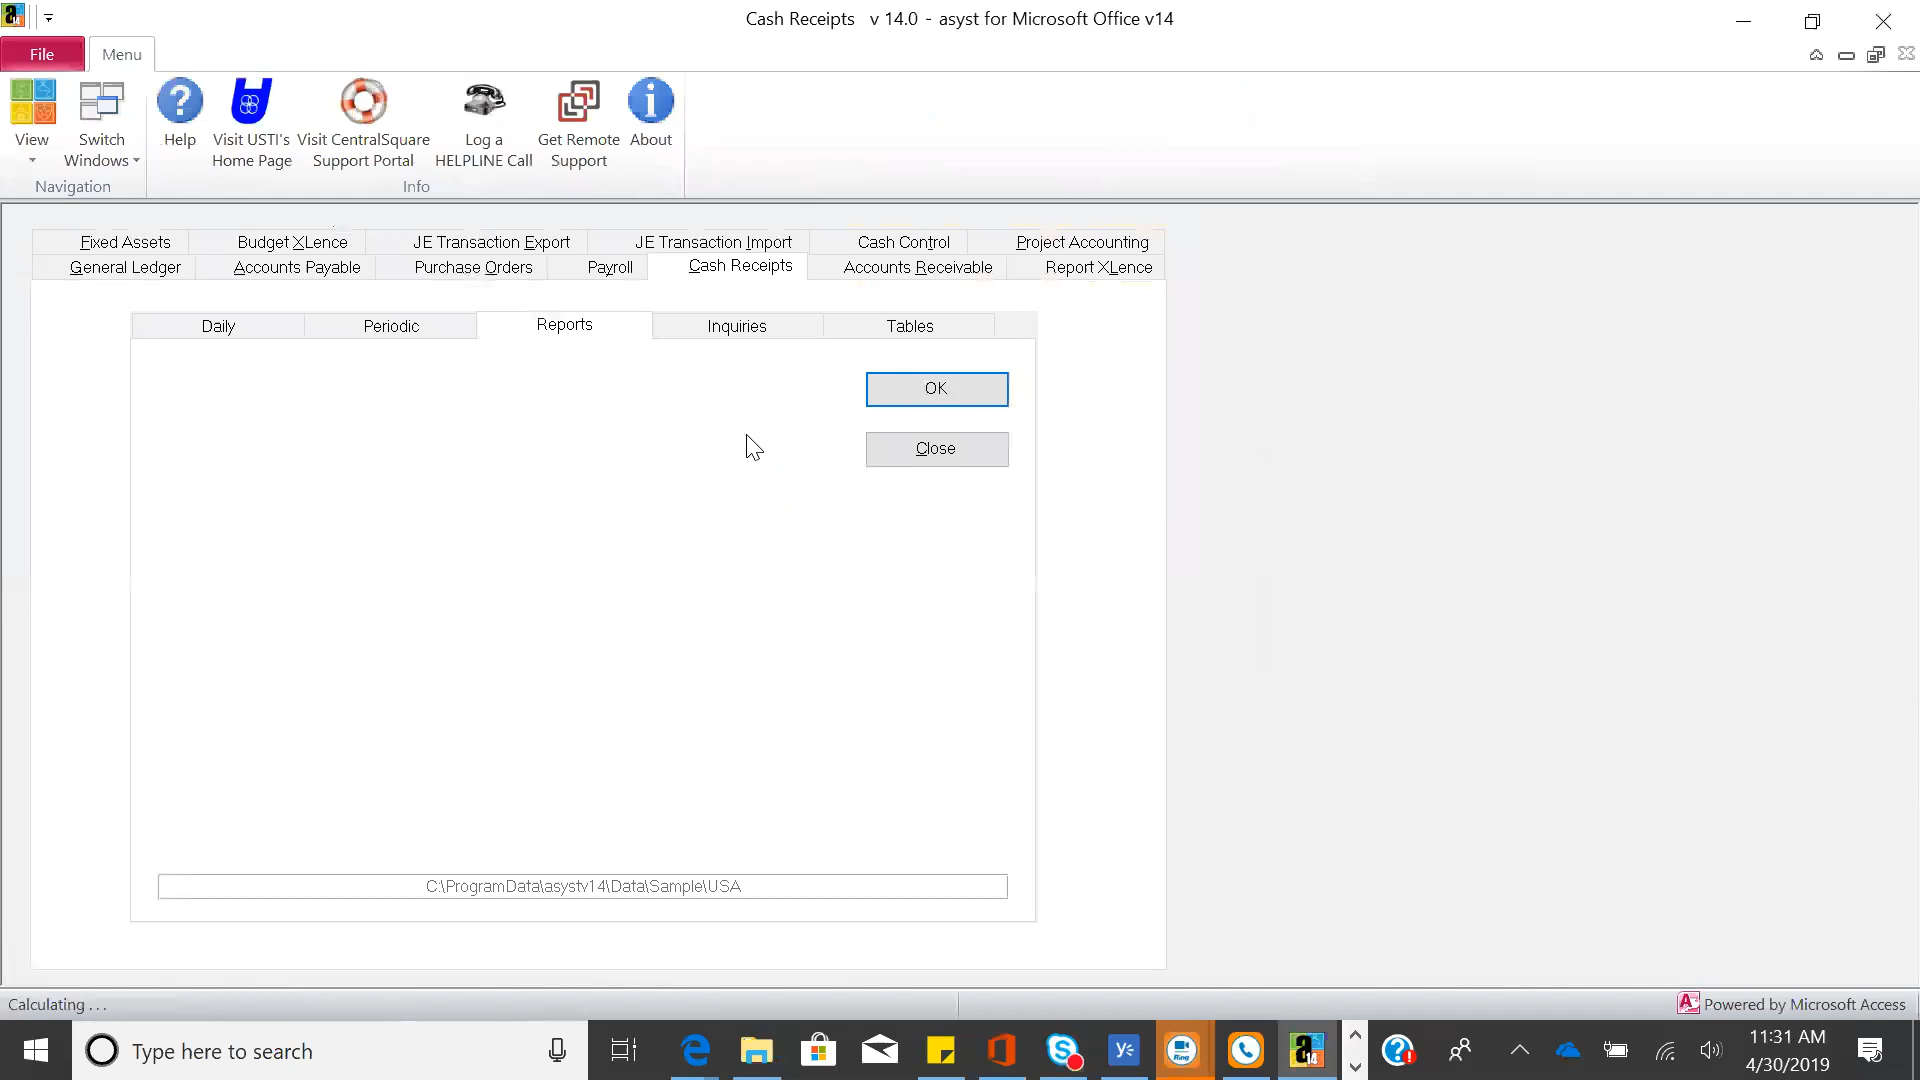 Cash Receipts v 14.0 - asyst for Microsoft Office v14
File
Menu
View
Switch Windows
Help
Visit USTI's Home Page
Visit CentralSquare Support Portal
Log a HELPLINE Call
Get Remote Support
About
Navigation
Info
Fixed Assets
Budget XLence
JE Transaction Export
JE Transaction Import
Cash Control
Project Accounting
General Ledger
Accounts Payable
Purchase Orders
Payroll
Cash Receipts
Accounts Receivable
Report XLence
Daily
Periodic
Reports
Inquiries
Tables
OK
Close
C:\ProgramData\asystv14\Data\Sample\USA
Calculating . . .
Powered by Microsoft Access
Type here to search
11:31 AM
4/30/2019